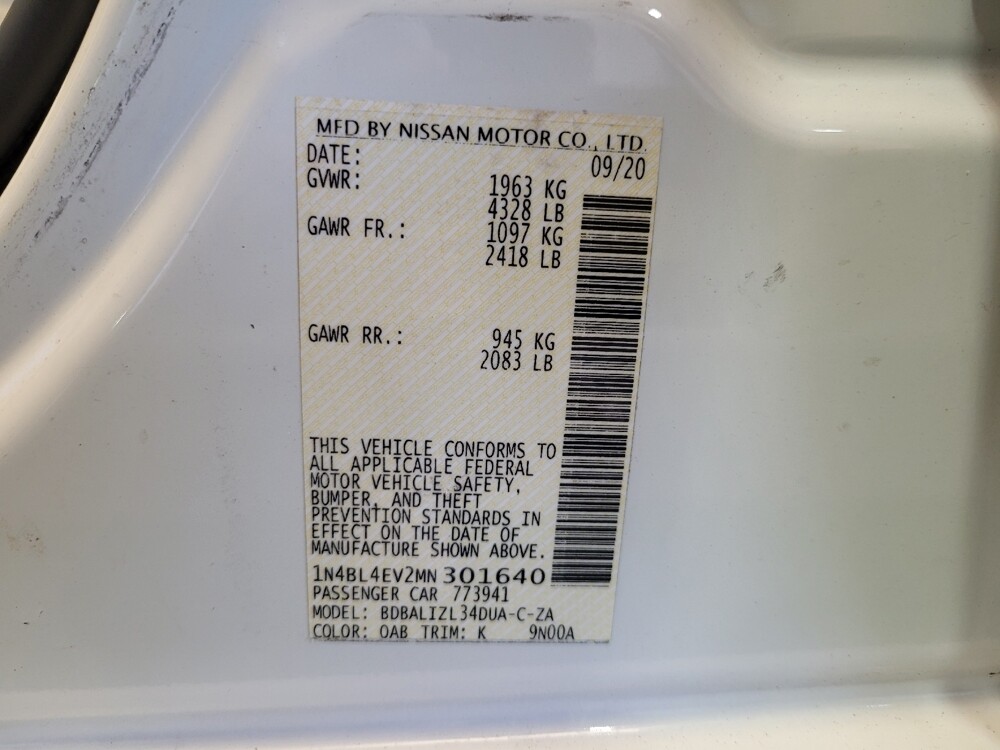 MFD BY NISSAN MOTOR CO., LTD.
DATE: 09/20
GVWR: 1963 KG
4328 LB
GAWR FR.: 1097 KG
2418 LB
GAWR RR.: 945 KG
2083 LB
THIS VEHICLE CONFORMS TO
ALL APPLICABLE FEDERAL
MOTOR VEHICLE SAFETY,
BUMPER, AND THEFT
PREVENTION STANDARDS IN
EFFECT ON THE DATE OF
MANUFACTURE SHOWN ABOVE.
1N4BL4EV2MN 301640
PASSENGER CAR 773941
MODEL: BDBALIZL34DUA-C-ZA
COLOR: QAB TRIM: K 9N00A